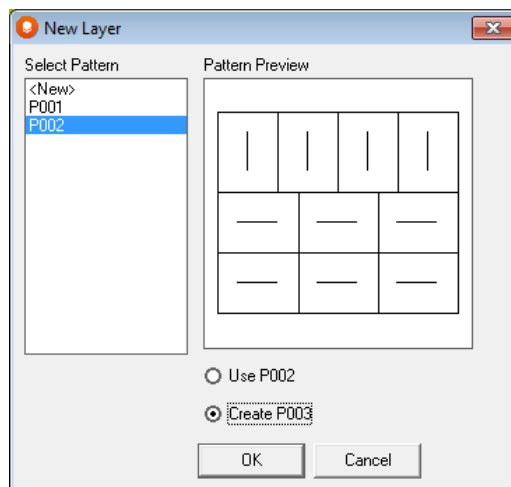 New Layer
Select Pattern
<New>
P001
P002
Pattern Preview
Use P002
Create P003
OK
Cancel